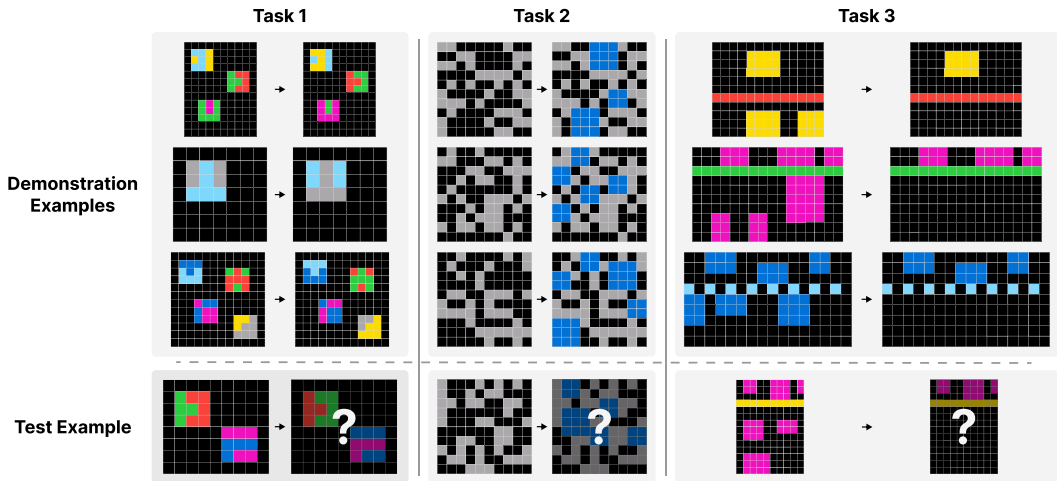 Task 1
Task 2
Task 3
Demonstration
Examples
Test Example
?
?
?